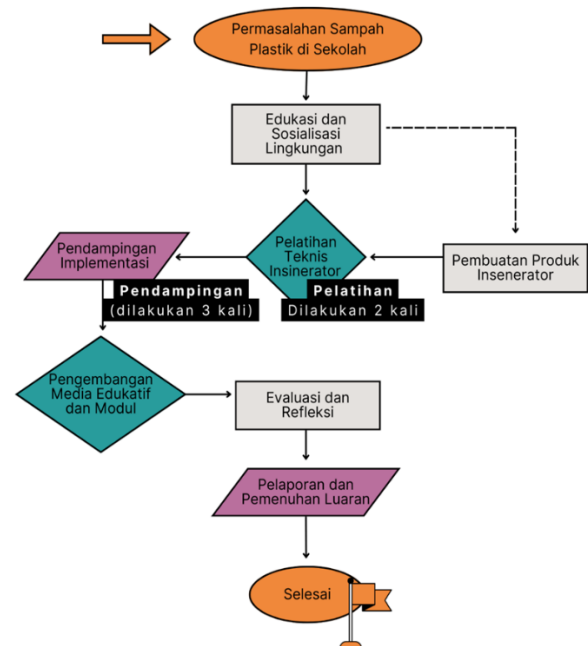 Permasalahan Sampah
Plastik di Sekolah
Edukasi dan
Sosialisasi
Lingkungan
Pelatihan
Teknis
Insinerator
Pembuatan Produk
Insenerator
Pendampingan
Implementasi
Pendampingan
(dilakukan 3 kali)
Pelatihan
Dilakukan 2 kali
Pengembangan
Media Edukatif
dan Modul
Evaluasi dan
Refleksi
Pelaporan dan
Pemenuhan Luaran
Selesai